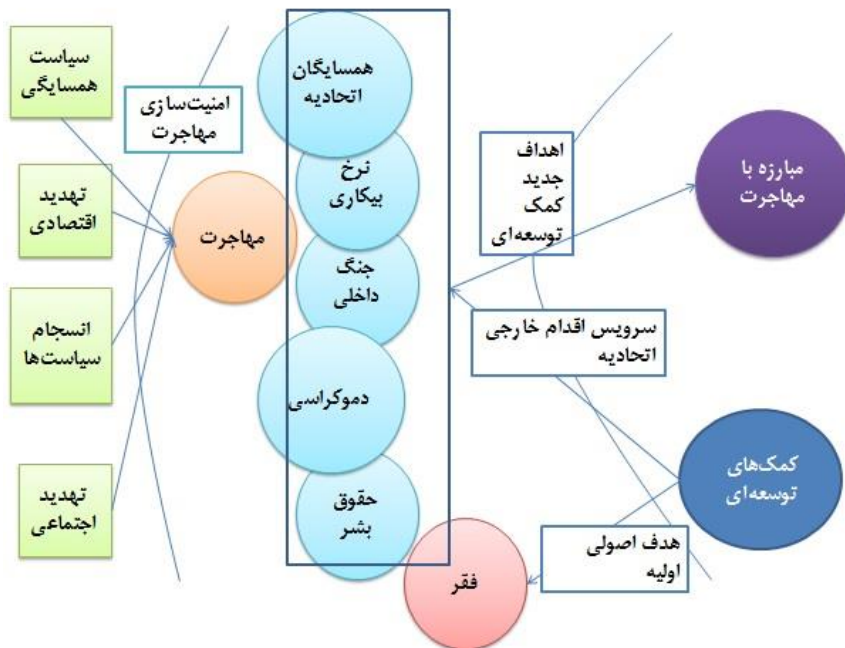 سیاست
همسایگی
تهدید
اقتصادی
انسجام
سیاست‌ها
تهدید
اجتماعی
امنیت‌سازی
مهاجرت
مهاجرت
همسایگان
اتحادیه
نرخ
بیکاری
جنگ
داخلی
دموکراسی
حقوق
بشر
فقر
اهداف
جدید
کمک
توسعه‌ای
سرویس اقدام خارجی
اتحادیه
هدف اصولی
اولیه
مبارزه با
مهاجرت
کمک‌های
توسعه‌ای